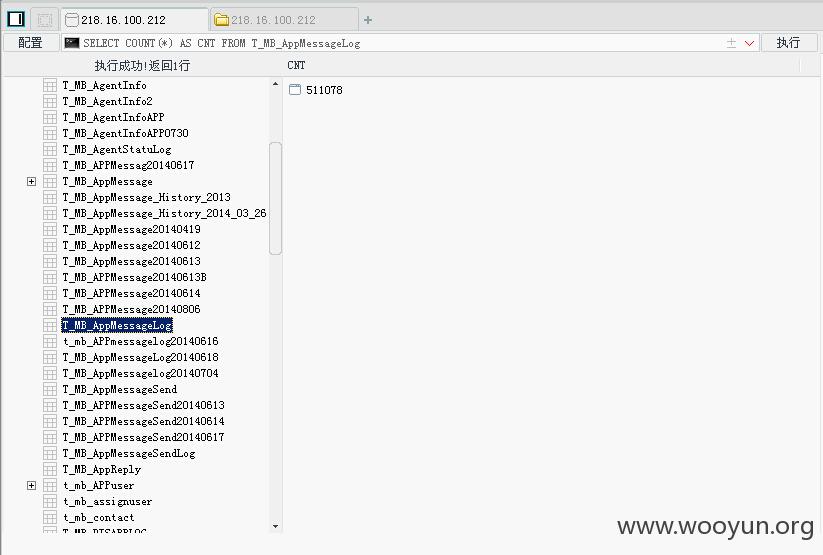 218.16.100.212
218.16.100.212
配置
SELECT COUNT(*) AS CNT FROM T_MB_AppMessageLog
执行
执行成功!返回1行
CNT
T_MB_AgentInfo
511078
T_MB_AgentInfo2
T_MB_AgentInfoAPP
T_MB_AgentInfoAPP0730
T_MB_AgentStatuLog
T_MB_APPMessag20140617
T_MB_AppMessage
T_MB_AppMessage_History_2013
T_MB_AppMessage_History_2014_03_26
T_MB_AppMessage20140419
T_MB_AppMessage20140612
T_MB_AppMessage20140613
T_MB_APPMessage20140613B
T_MB_APPMessage20140614
T_MB_APPMessage20140806
T_MB_AppMessageLog
t_mb_APPmessagelog20140616
T_MB_AppMessageLog20140618
T_MB_AppMessagelog20140704
T_MB_AppMessageSend
T_MB_APPMessageSend20140613
T_MB_APPMessageSend20140614
T_MB_APPMessageSend20140617
T_MB_AppMessageSendLog
T_MB_AppReply
t_mb_APPuser
t_mb_assignuser
t_mb_contact
T_MB_DISAPPLOG
www.wooyun.org